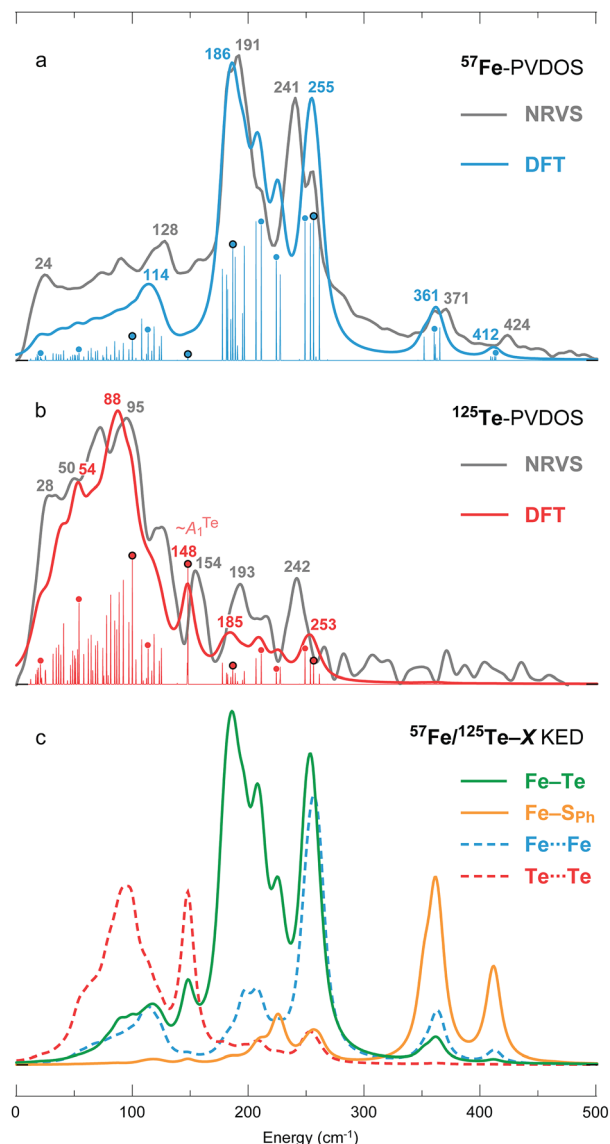 a
⁵⁷Fe-PVDOS
NRVS
DFT
186
191
241
255
24
128
114
361
371
412
424
b
¹²⁵Te-PVDOS
NRVS
DFT
28
50
54
88
95
~A₁ᵀᵉ
148
154
193
185
242
253
c
⁵⁷Fe/¹²⁵Te–X KED
Fe–Te
Fe–SPh
Fe···Fe
Te···Te
0 100 200 300 400 500
Energy (cm⁻¹)